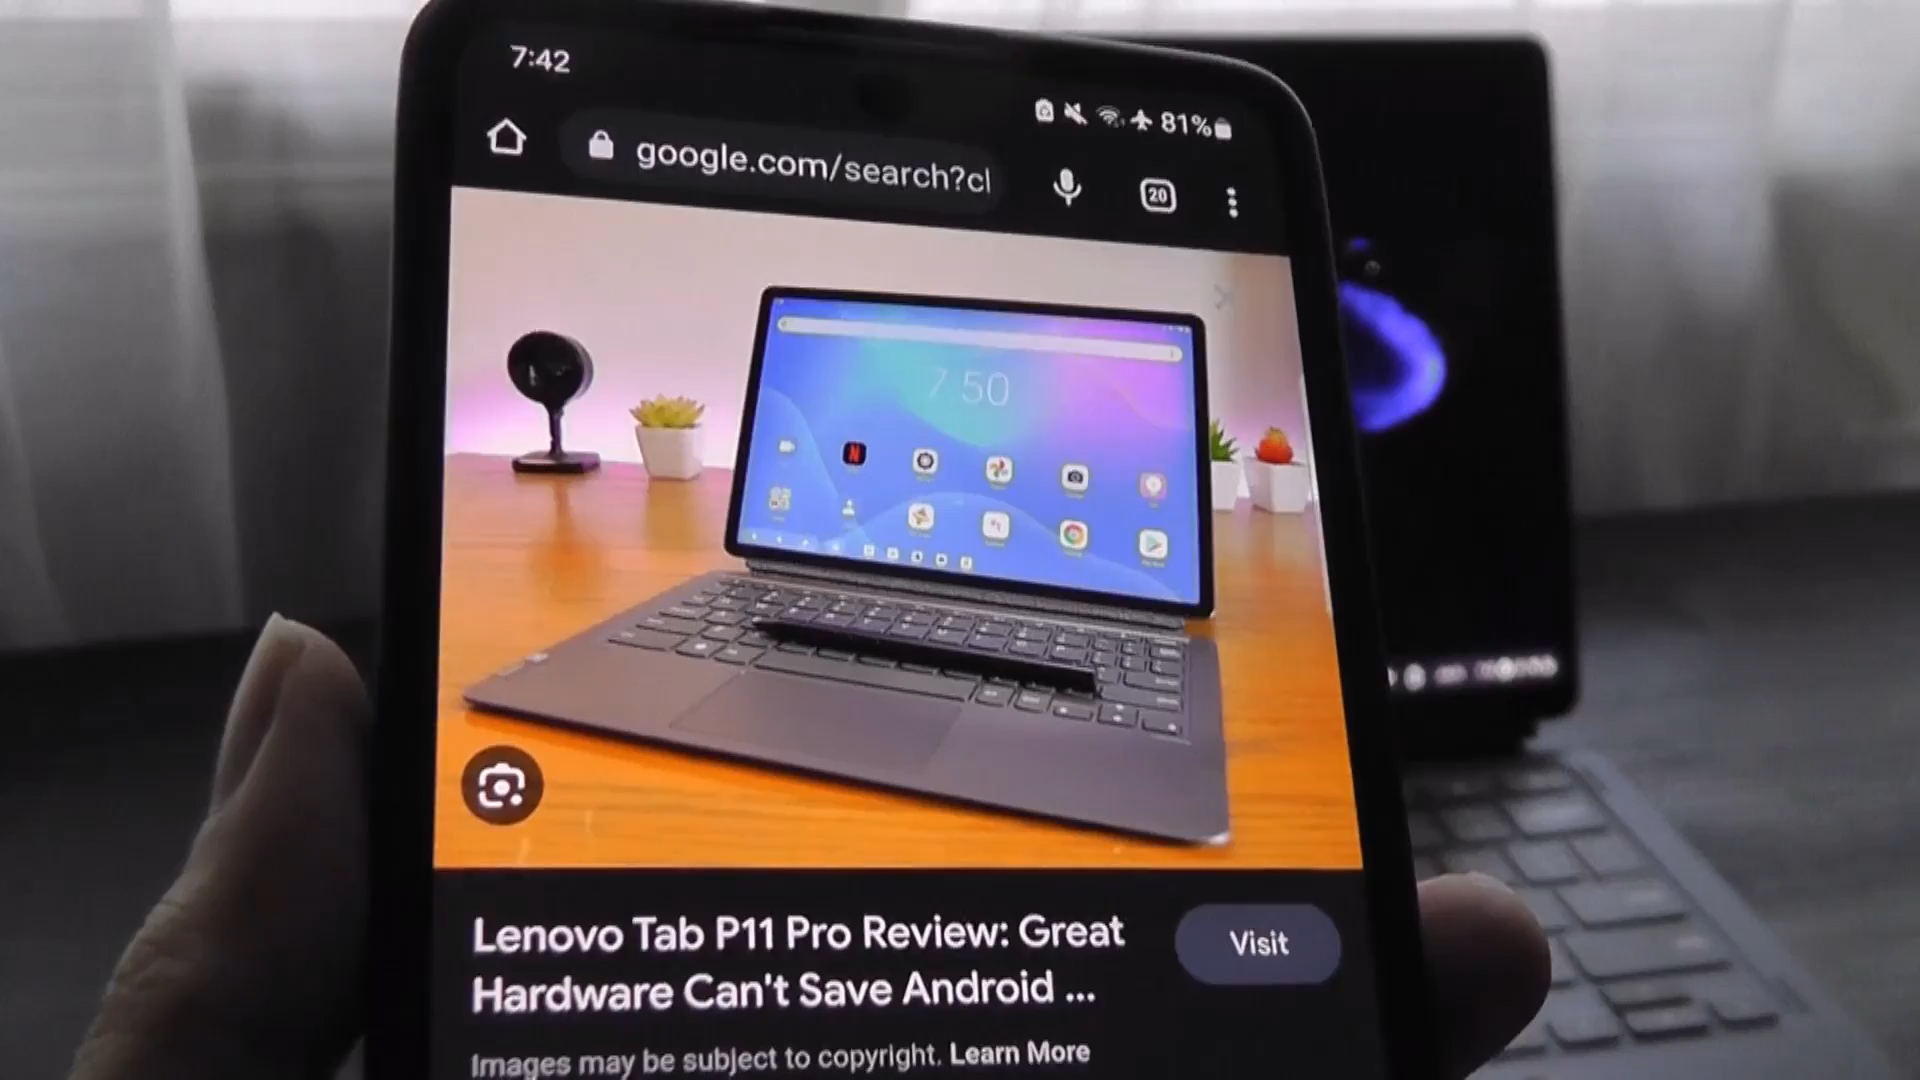 7:42
81%
google.com/search?cl
20
7 50
N
Lenovo Tab P11 Pro Review: Great
Hardware Can't Save Android ...
Visit
Images may be subject to copyright. Learn More